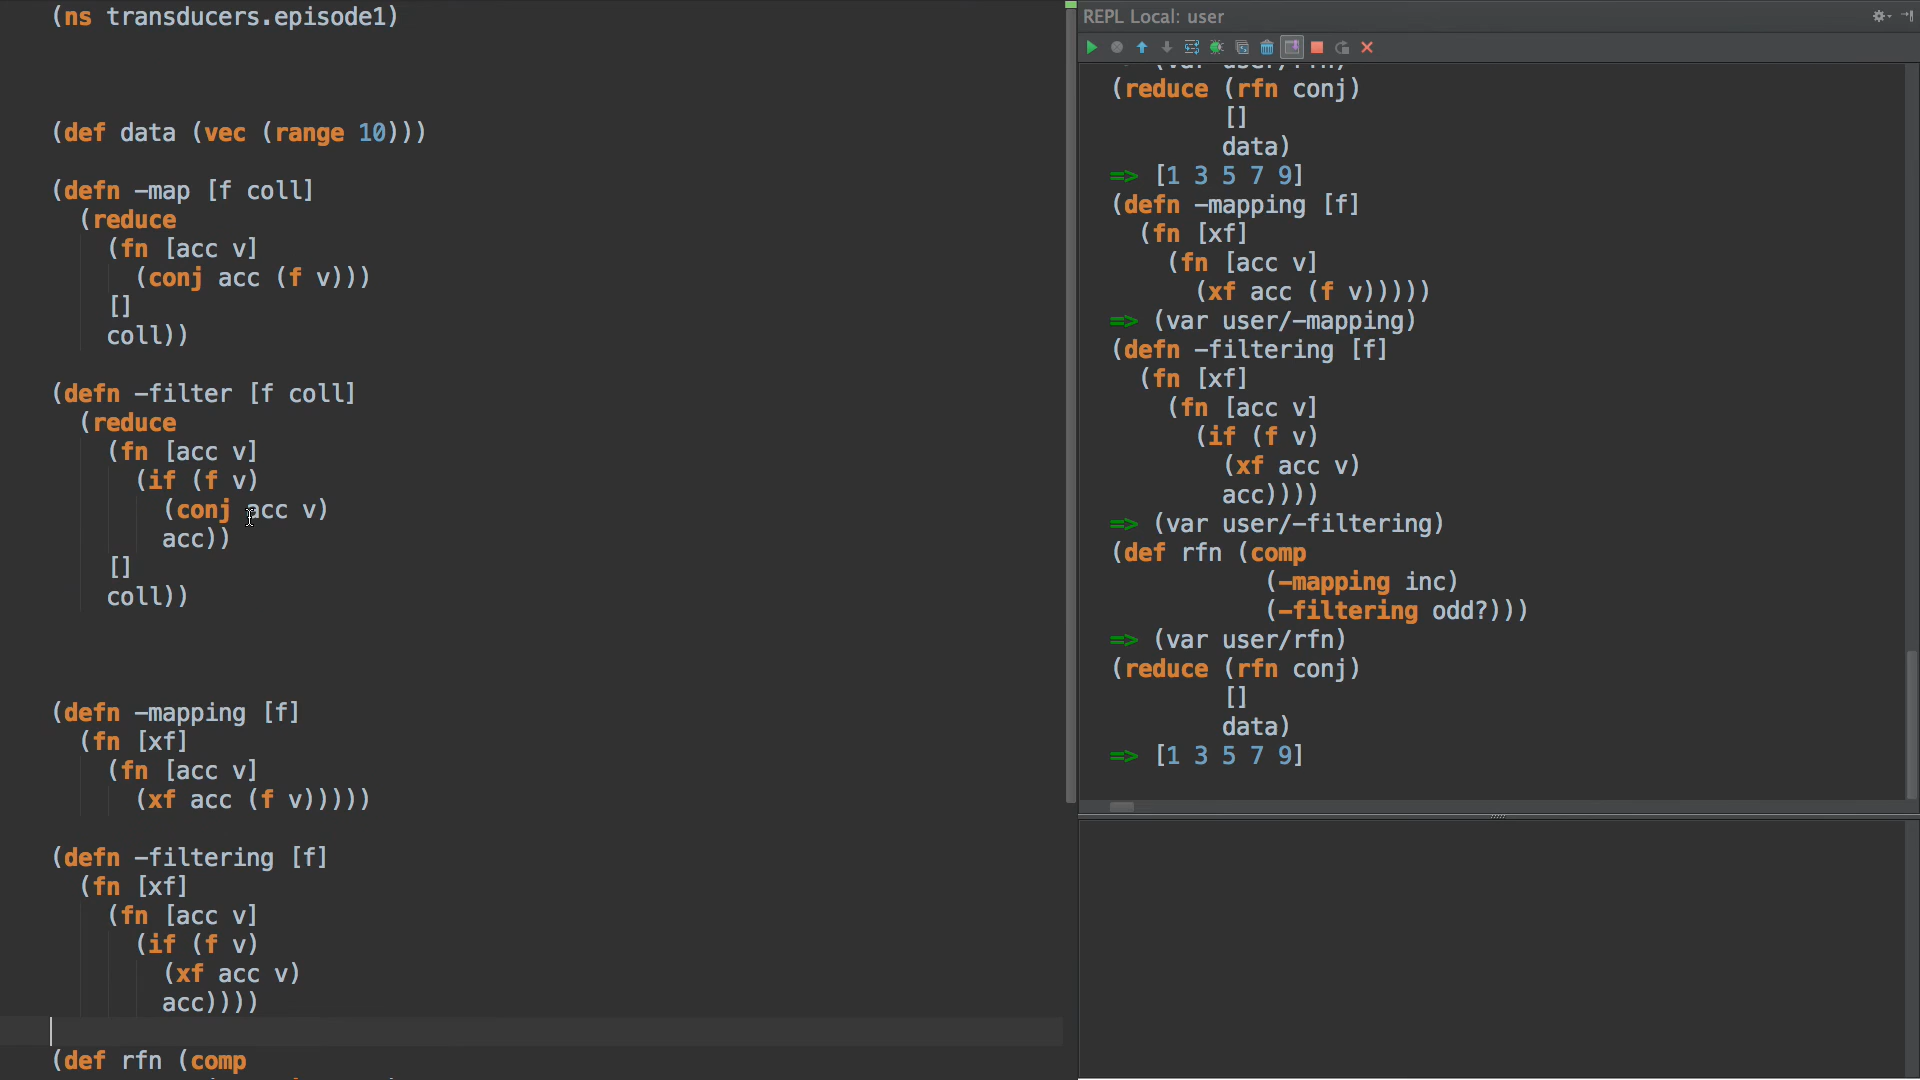 (ns transducers.episode1)
(def data (vec (range 10)))
(defn -map [f coll]
(reduce
(fn [acc v]
(conj acc (f v)))
[]
coll))
(defn -filter [f coll]
(reduce
(fn [acc v]
(if (f v)
(conj acc v)
acc))
[]
coll))
(defn -mapping [f]
(fn [xf]
(fn [acc v]
(xf acc (f v)))))
(defn -filtering [f]
(fn [xf]
(fn [acc v]
(if (f v)
(xf acc v)
acc))))
(def rfn (comp
REPL Local: user
(reduce (rfn conj)
[]
data)
=> [1 3 5 7 9]
(defn -mapping [f]
(fn [xf]
(fn [acc v]
(xf acc (f v)))))
=> (var user/-mapping)
(defn -filtering [f]
(fn [xf]
(fn [acc v]
(if (f v)
(xf acc v)
acc))))
=> (var user/-filtering)
(def rfn (comp
(-mapping inc)
(-filtering odd?)))
=> (var user/rfn)
(reduce (rfn conj)
[]
data)
=> [1 3 5 7 9]